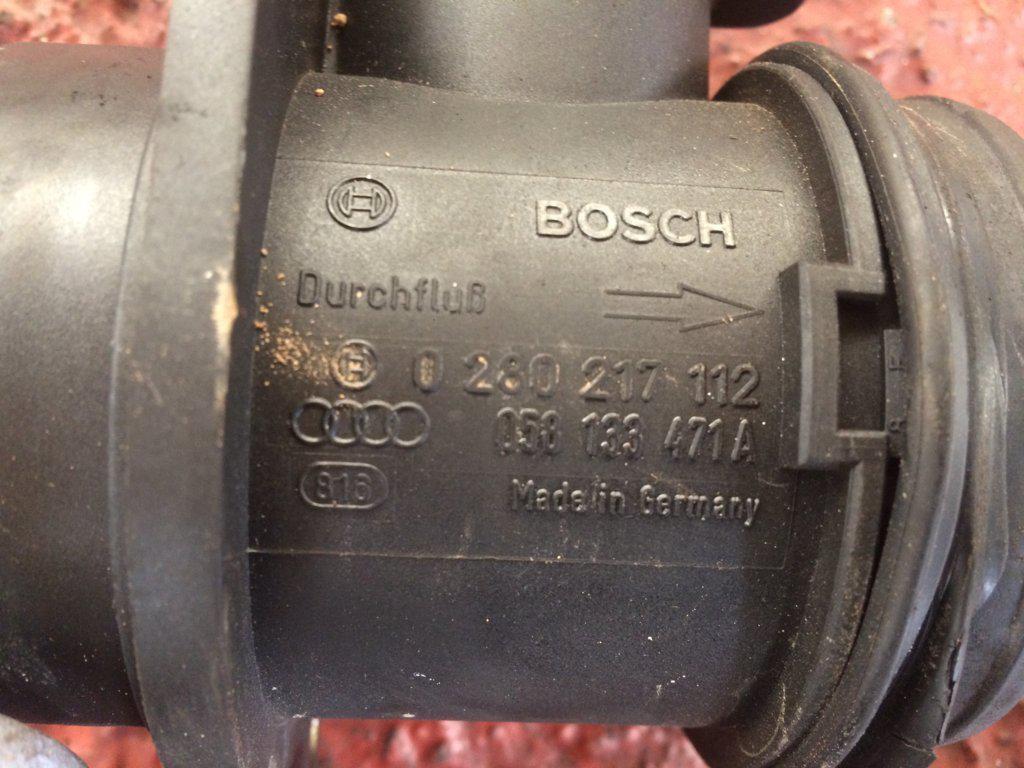 BOSCH
Durchfluß
0 280 217 112
058 133 471 A
816
Made in Germany